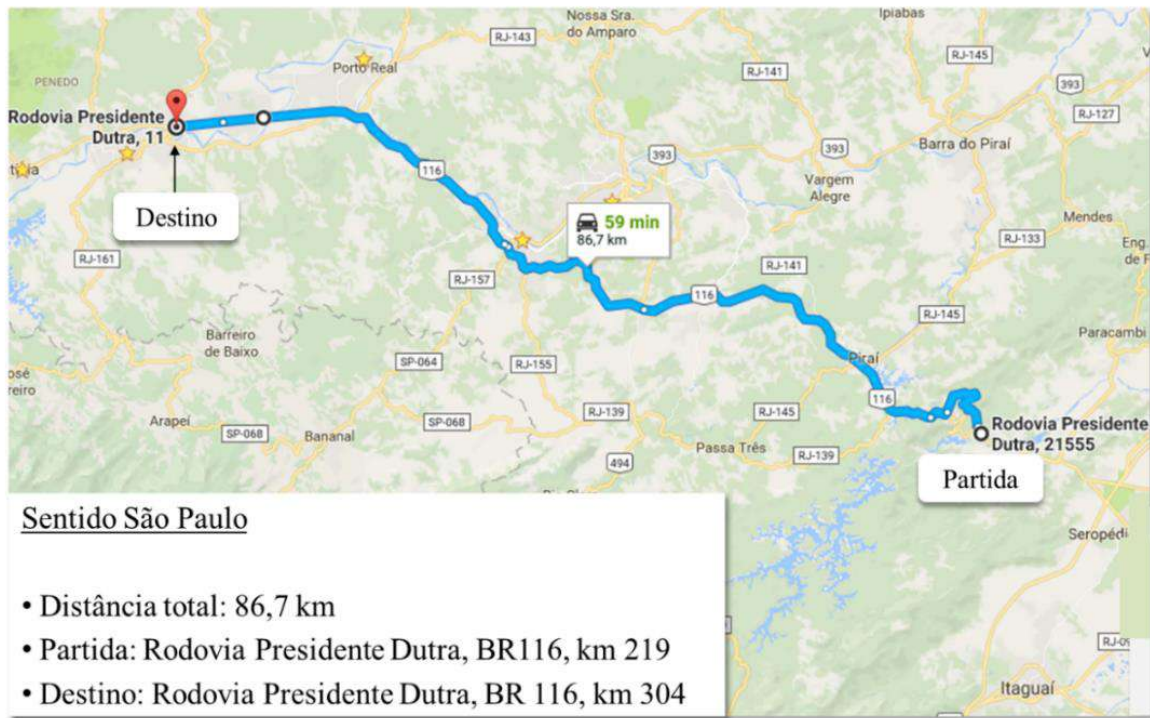 Nossa Sra.
do Amparo
Ipiabas
RJ-143
RJ-145
RJ-141
393
393
RJ-127
PENEDO
Porto Real
Rodovia Presidente
Dutra, 11
116
393
Barra do Piraí
Vargem
Alegre
Destino
59 min
86,7 km
Mendes
RJ-133
Eng.
RJ-161
RJ-157
RJ-141
116
RJ-145
Paracambi
Barreiro
de Baixo
SP-064
RJ-155
Piraí
Arapeí
SP-068
Bananal
SP-068
RJ-139
RJ-145
116
Passa Três
RJ-139
494
Rodovia Presidente
Dutra, 21555
Partida
Seropédi
Itaguaí
Sentido São Paulo
• Distância total: 86,7 km
• Partida: Rodovia Presidente Dutra, BR116, km 219
• Destino: Rodovia Presidente Dutra, BR 116, km 304